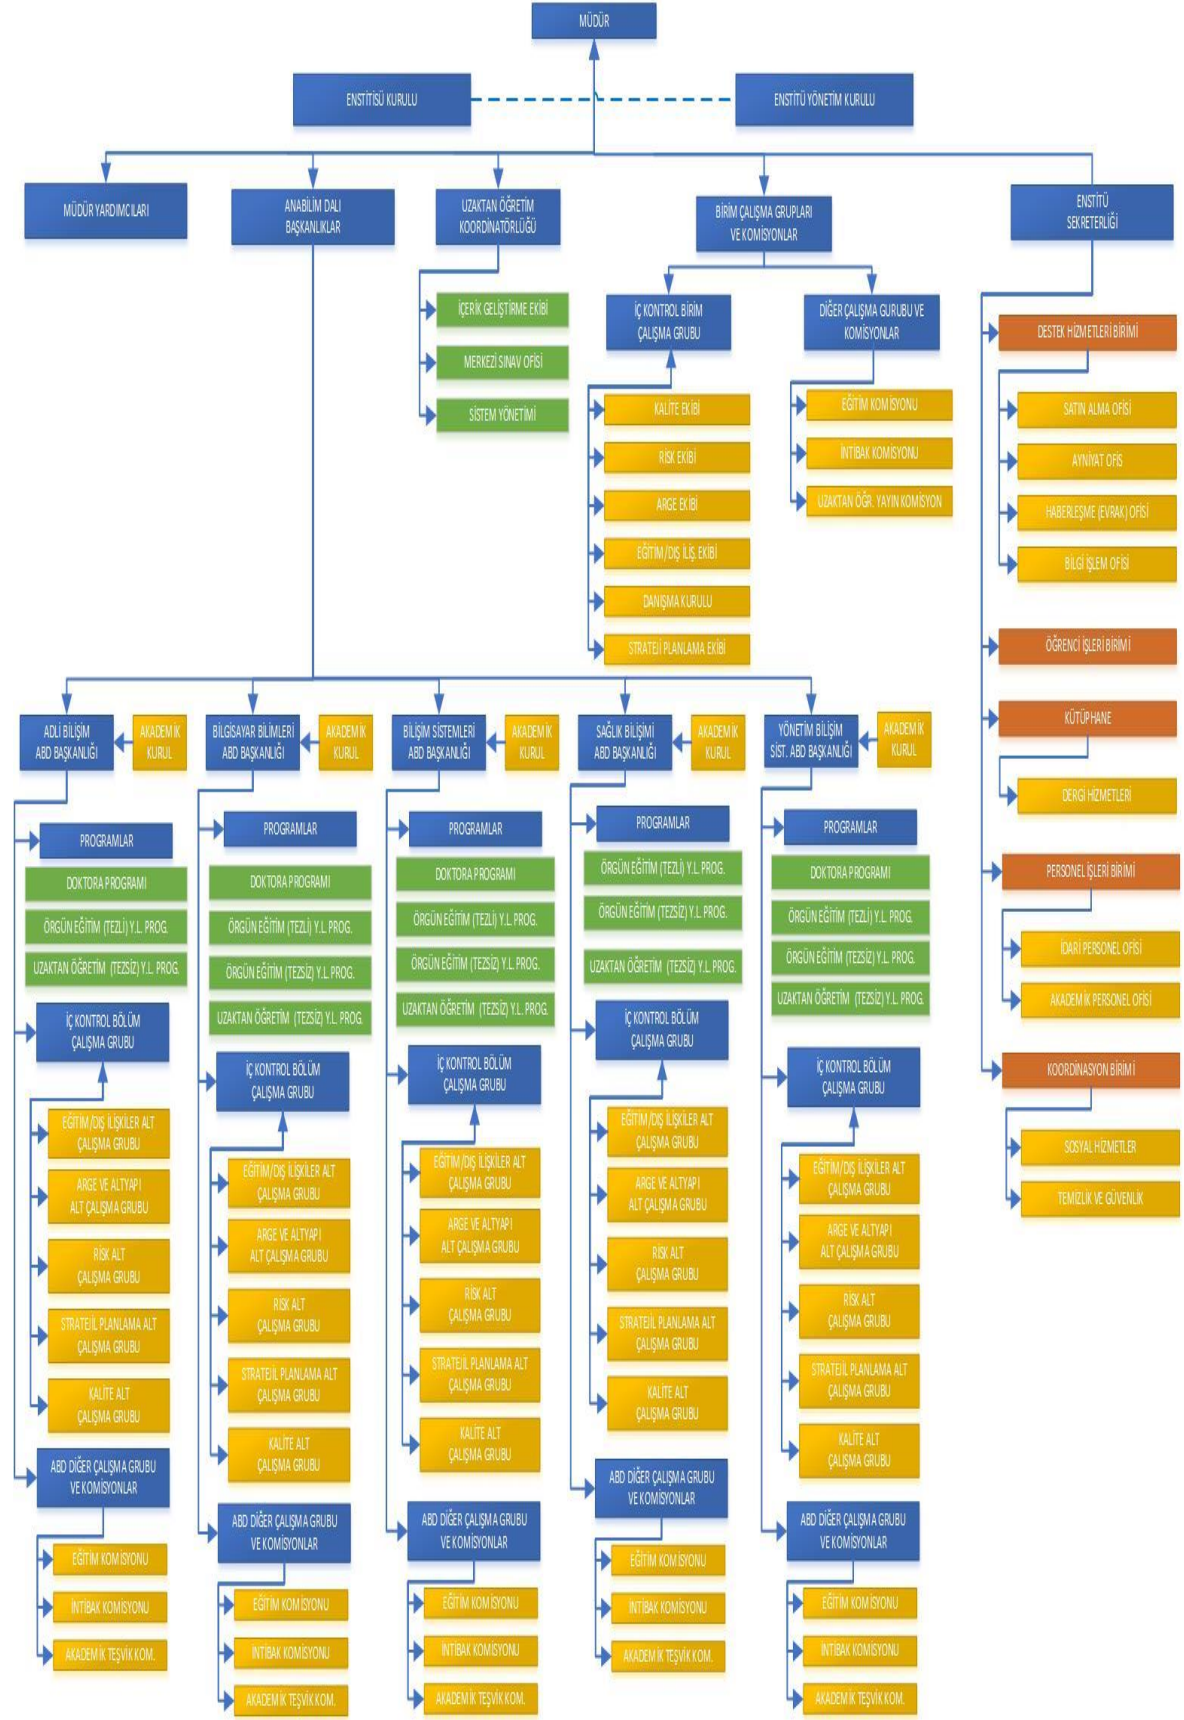 MÜDÜR
ENSTİTİSÜ KURULU
ENSTİTÜ YÖNETİM KURULU
MÜDÜR YARDIMCILARI
ANABİLİM DALI
BAŞKANLIKLAR
UZAKTAN ÖĞRETİM
KOORDİNATÖRLÜĞÜ
BİRİM ÇALIŞMA GRUPLARI
VE KOMİSYONLAR
ENSTİTÜ
SEKRETERLİĞİ
İÇERİK GELİŞTİRME EKİBİ
MERKEZİ SINAV OFİSİ
SİSTEM YÖNETİMİ
İÇ KONTROL BİRİM
ÇALIŞMA GRUBU
KALİTE EKİBİ
RİSK EKİBİ
ARGE EKİBİ
EĞİTİM/DIŞ İLİŞ. EKİBİ
DANIŞMA KURULU
STRATEJİ PLANLAMA EKİBİ
DİĞER ÇALIŞMA GURUBU VE
KOMİSYONLAR
EĞİTİM KOMİSYONU
İNTİBAK KOMİSYONU
UZAKTAN ÖĞR. YAYIN KOMİSYON
DESTEK HİZMETLERİ BİRİMİ
SATIN ALMA OFİSİ
AYNİYAT OFİS
HABERLEŞME (EVRAK) OFİSİ
BİLGİ İŞLEM OFİSİ
ÖĞRENCİ İŞLERİ BİRİMİ
KÜTÜPHANE
DERGİ HİZMETLERİ
PERSONEL İŞLERİ BİRİMİ
İDARİ PERSONEL OFİSİ
AKADEMİK PERSONEL OFİSİ
KOORDİNASYON BİRİMİ
SOSYAL HİZMETLER
TEMİZLİK VE GÜVENLİK
ADLİ BİLİŞİM
ABD BAŞKANLIĞI
AKADEMİK
KURUL
PROGRAMLAR
DOKTORA PROGRAMI
ÖRGÜN EĞİTİM (TEZLİ) Y.L. PROG.
UZAKTAN ÖĞRETİM (TEZSİZ) Y.L. PROG.
İÇ KONTROL BÖLÜM
ÇALIŞMA GRUBU
EĞİTİM/DIŞ İLİŞKİLER ALT
ÇALIŞMA GRUBU
ARGE VE ALTYAPI
ALT ÇALIŞMA GRUBU
RİSK ALT
ÇALIŞMA GRUBU
STRATEJİL PLANLAMA ALT
ÇALIŞMA GRUBU
KALİTE ALT
ÇALIŞMA GRUBU
ABD DİĞER ÇALIŞMA GRUBU
VE KOMİSYONLAR
EĞİTİM KOMİSYONU
İNTİBAK KOMİSYONU
AKADEMİK TEŞVİK KOM.
BİLGİSAYAR BİLİMLERİ
ABD BAŞKANLIĞI
AKADEMİK
KURUL
PROGRAMLAR
DOKTORA PROGRAMI
ÖRGÜN EĞİTİM (TEZLİ) Y.L. PROG.
ÖRGÜN EĞİTİM (TEZSİZ) Y.L. PROG.
UZAKTAN ÖĞRETİM (TEZSİZ) Y.L. PROG.
İÇ KONTROL BÖLÜM
ÇALIŞMA GRUBU
EĞİTİM/DIŞ İLİŞKİLER ALT
ÇALIŞMA GRUBU
ARGE VE ALTYAPI
ALT ÇALIŞMA GRUBU
RİSK ALT
ÇALIŞMA GRUBU
STRATEJİL PLANLAMA ALT
ÇALIŞMA GRUBU
KALİTE ALT
ÇALIŞMA GRUBU
ABD DİĞER ÇALIŞMA GRUBU
VE KOMİSYONLAR
EĞİTİM KOMİSYONU
İNTİBAK KOMİSYONU
AKADEMİK TEŞVİK KOM.
BİLİŞİM SİSTEMLERİ
ABD BAŞKANLIĞI
AKADEMİK
KURUL
PROGRAMLAR
DOKTORA PROGRAMI
ÖRGÜN EĞİTİM (TEZLİ) Y.L. PROG.
ÖRGÜN EĞİTİM (TEZSİZ) Y.L. PROG.
UZAKTAN ÖĞRETİM (TEZSİZ) Y.L. PROG.
İÇ KONTROL BÖLÜM
ÇALIŞMA GRUBU
EĞİTİM/DIŞ İLİŞKİLER ALT
ÇALIŞMA GRUBU
ARGE VE ALTYAPI
ALT ÇALIŞMA GRUBU
RİSK ALT
ÇALIŞMA GRUBU
STRATEJİL PLANLAMA ALT
ÇALIŞMA GRUBU
KALİTE ALT
ÇALIŞMA GRUBU
ABD DİĞER ÇALIŞMA GRUBU
VE KOMİSYONLAR
EĞİTİM KOMİSYONU
İNTİBAK KOMİSYONU
AKADEMİK TEŞVİK KOM.
SAĞLIK BİLİŞİMİ
ABD BAŞKANLIĞI
AKADEMİK
KURUL
PROGRAMLAR
ÖRGÜN EĞİTİM (TEZLİ) Y.L. PROG.
ÖRGÜN EĞİTİM (TEZSİZ) Y.L. PROG.
UZAKTAN ÖĞRETİM (TEZSİZ) Y.L. PROG.
İÇ KONTROL BÖLÜM
ÇALIŞMA GRUBU
EĞİTİM/DIŞ İLİŞKİLER ALT
ÇALIŞMA GRUBU
ARGE VE ALTYAPI
ALT ÇALIŞMA GRUBU
RİSK ALT
ÇALIŞMA GRUBU
STRATEJİL PLANLAMA ALT
ÇALIŞMA GRUBU
KALİTE ALT
ÇALIŞMA GRUBU
ABD DİĞER ÇALIŞMA GRUBU
VE KOMİSYONLAR
EĞİTİM KOMİSYONU
İNTİBAK KOMİSYONU
AKADEMİK TEŞVİK KOM.
YÖNETİM BİLİŞİM
SİST. ABD BAŞKANLIĞI
AKADEMİK
KURUL
PROGRAMLAR
DOKTORA PROGRAMI
ÖRGÜN EĞİTİM (TEZLİ) Y.L. PROG.
ÖRGÜN EĞİTİM (TEZSİZ) Y.L. PROG.
UZAKTAN ÖĞRETİM (TEZSİZ) Y.L. PROG.
İÇ KONTROL BÖLÜM
ÇALIŞMA GRUBU
EĞİTİM/DIŞ İLİŞKİLER ALT
ÇALIŞMA GRUBU
ARGE VE ALTYAPI
ALT ÇALIŞMA GRUBU
RİSK ALT
ÇALIŞMA GRUBU
STRATEJİL PLANLAMA ALT
ÇALIŞMA GRUBU
KALİTE ALT
ÇALIŞMA GRUBU
ABD DİĞER ÇALIŞMA GRUBU
VE KOMİSYONLAR
EĞİTİM KOMİSYONU
İNTİBAK KOMİSYONU
AKADEMİK TEŞVİK KOM.